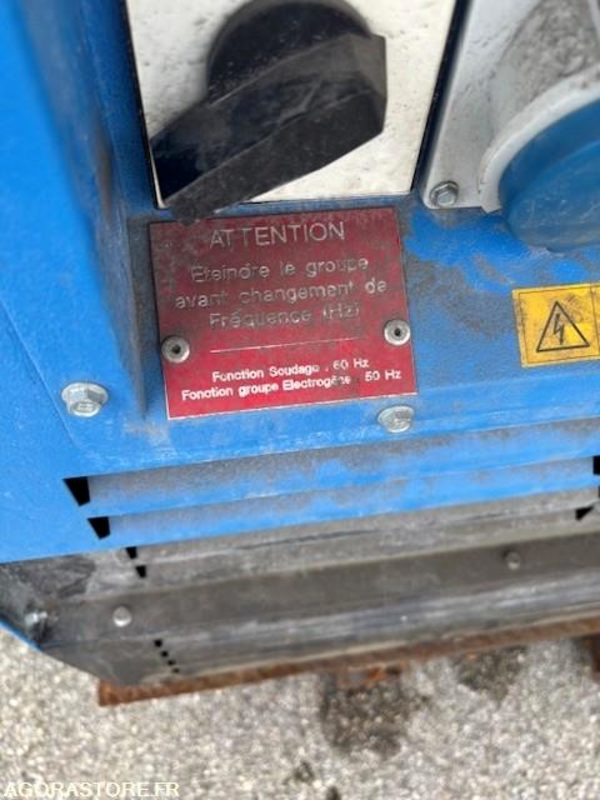 ATTENTION
Eteindre le groupe
avant changement de
Fréquence (Hz)
Fonction Soudage : 60 Hz
Fonction groupe Electrogène : 50 Hz
AGORASTORE.FR